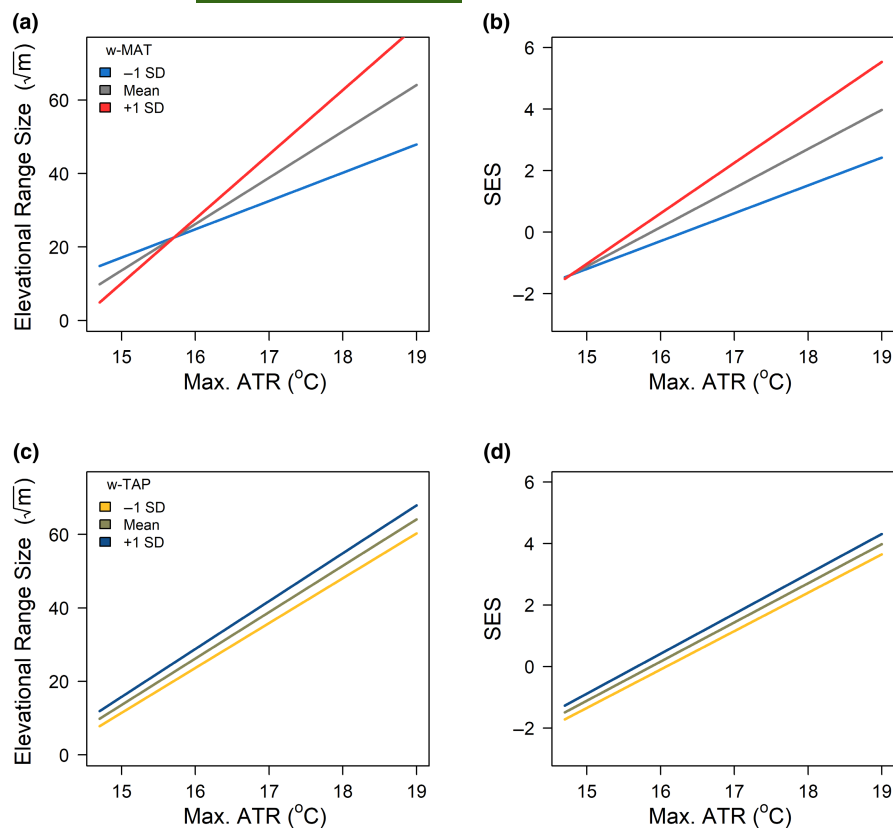 (a)
w-MAT
–1 SD
Mean
+1 SD
Elevational Range Size (√m)
0
20
40
60
15 16 17 18 19
Max. ATR (°C)
(b)
SES
–2
0
2
4
6
15 16 17 18 19
Max. ATR (°C)
(c)
w-TAP
–1 SD
Mean
+1 SD
Elevational Range Size (√m)
0
20
40
60
15 16 17 18 19
Max. ATR (°C)
(d)
SES
–2
0
2
4
6
15 16 17 18 19
Max. ATR (°C)